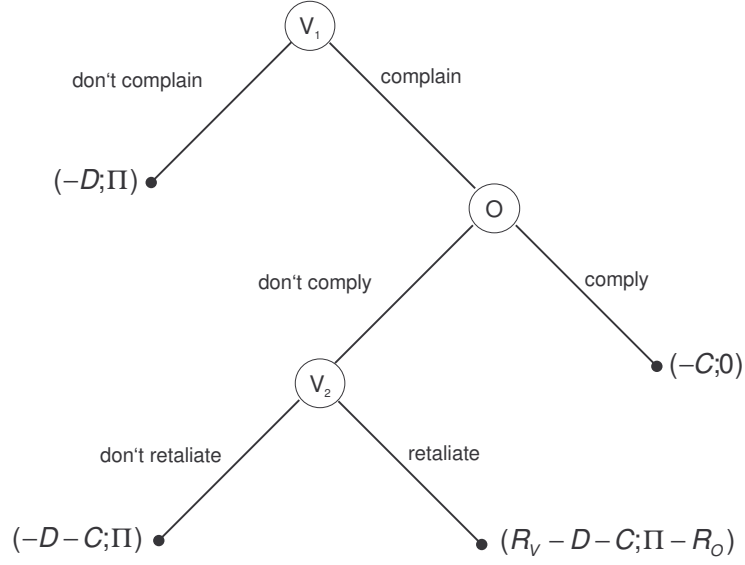 V₁
don't complain
complain
(−D;Π)
O
don't comply
comply
(−C;0)
V₂
don't retaliate
retaliate
(−D−C;Π)
(R_V−D−C;Π−R_O)